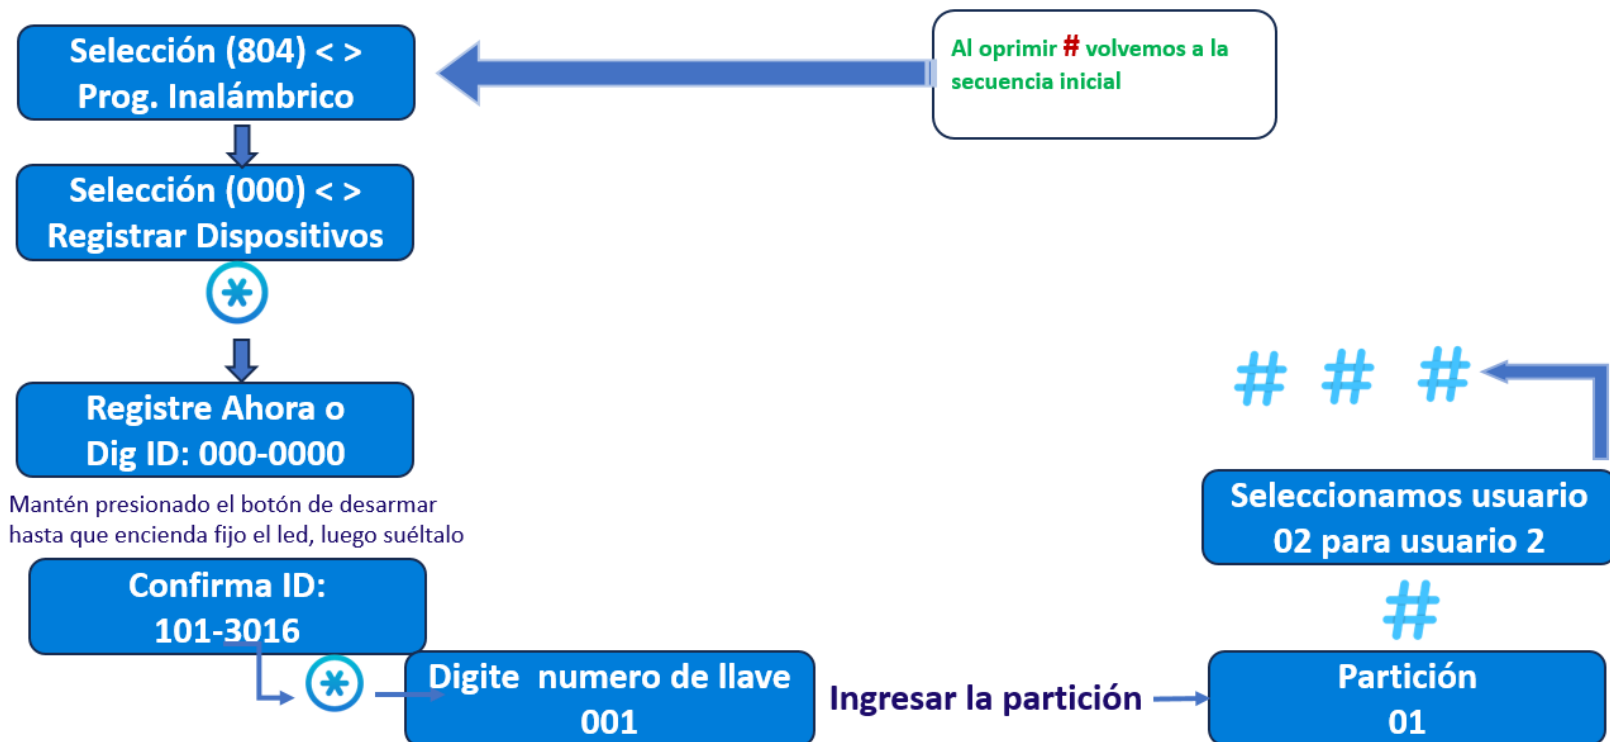 Selección (804) < >
Prog. Inalámbrico
Al oprimir # volvemos a la
secuencia inicial
Selección (000) < >
Registrar Dispositivos
*
Registre Ahora o
Dig ID: 000-0000
Mantén presionado el botón de desarmar
hasta que encienda fijo el led, luego suéltalo
Confirma ID:
101-3016
*
Digite  numero de llave
001
Ingresar la partición
Partición
01
#
Seleccionamos usuario
02 para usuario 2
# # #